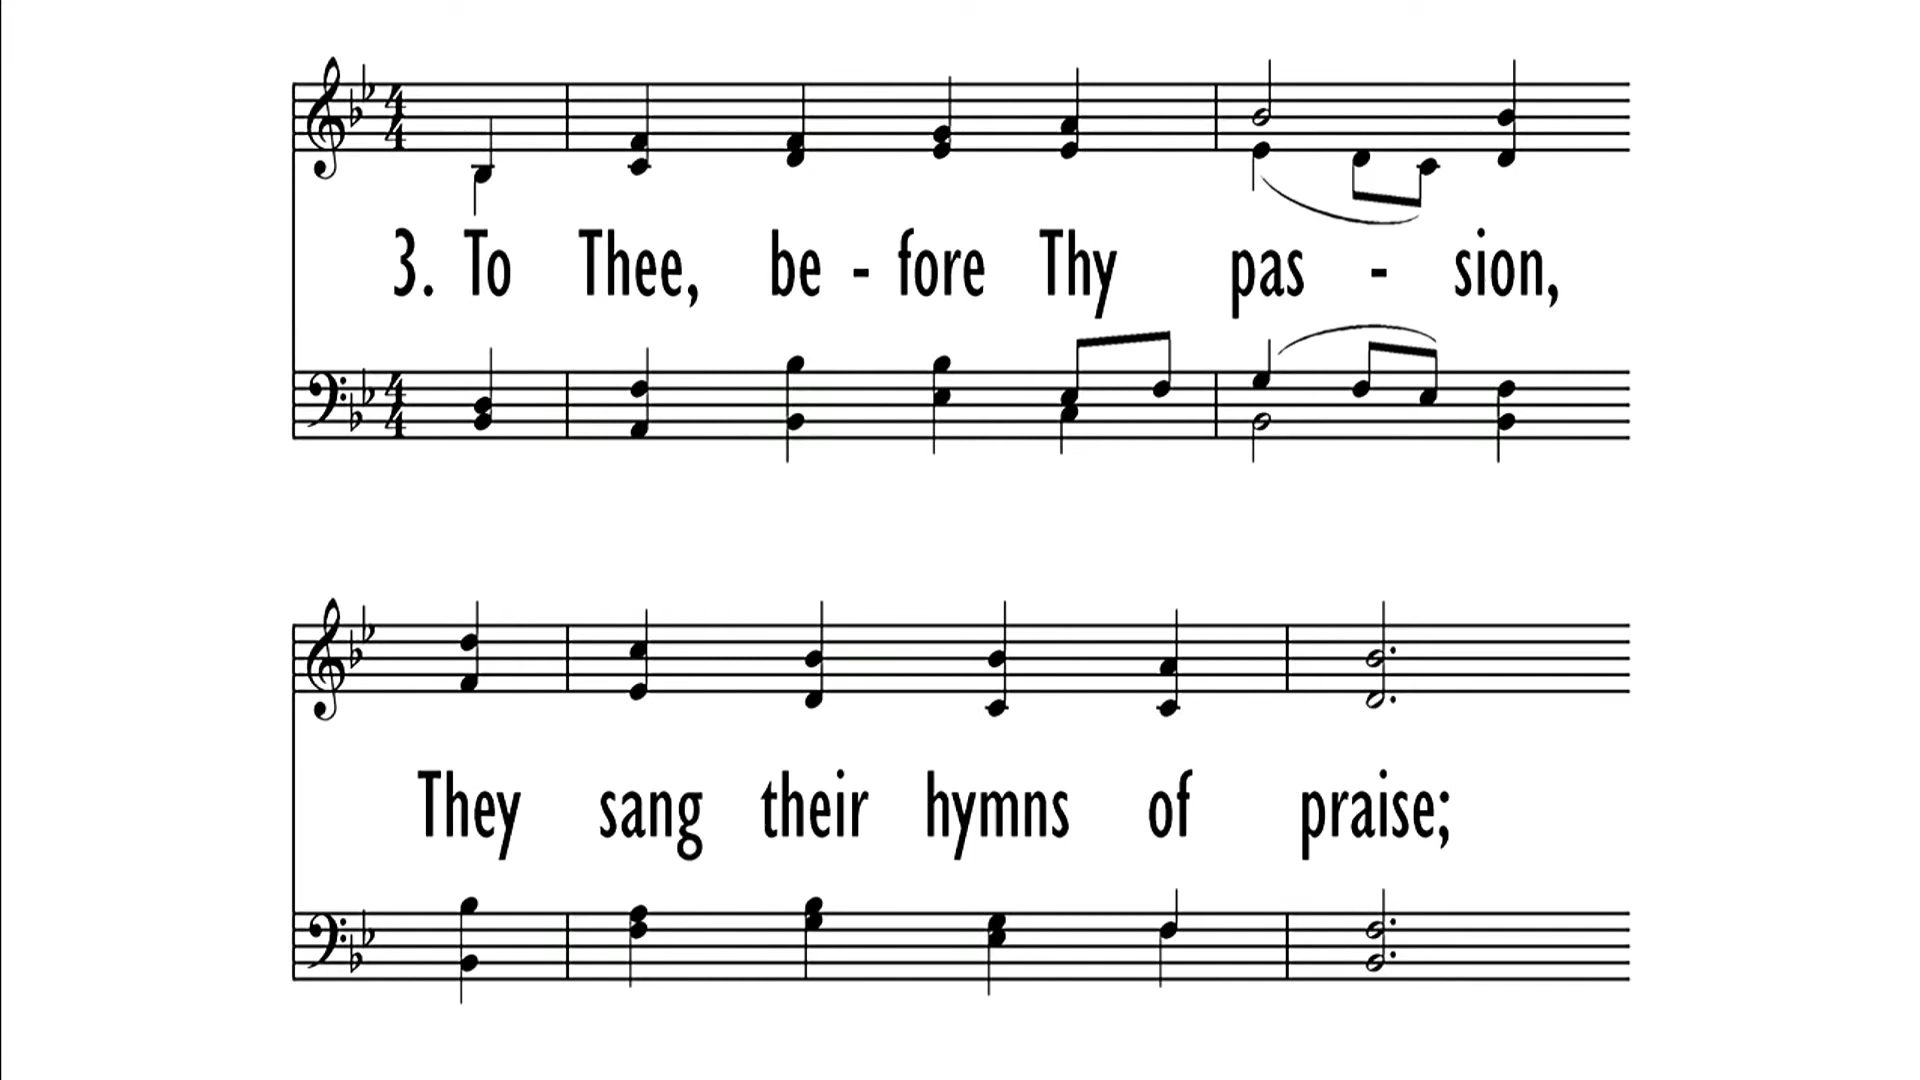 3. To Thee, be - fore Thy pas - sion,
They sang their hymns of praise;